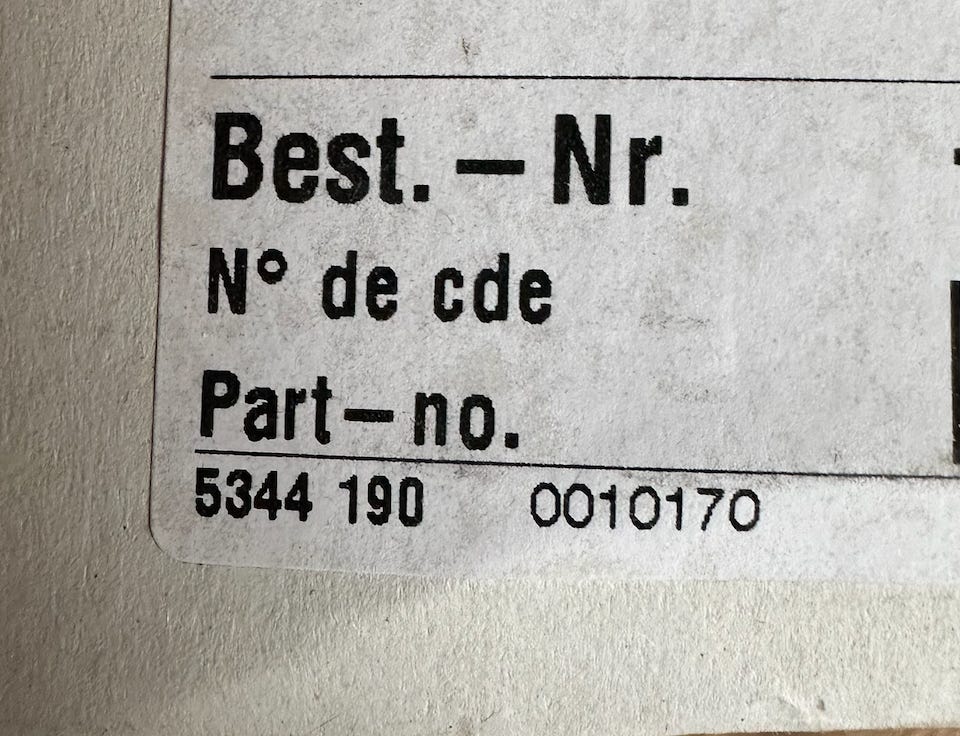 Best.–Nr.
N° de cde
Part–no.
5344 190 0010170